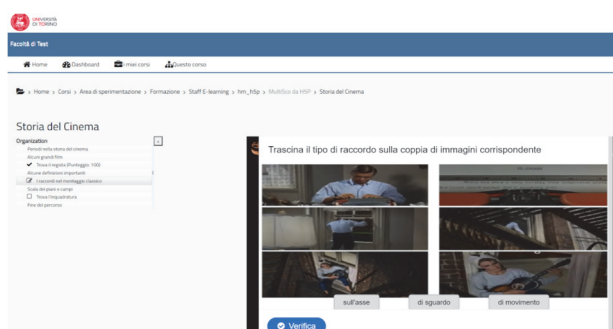 UNIVERSITÀ
DI TORINO
Facoltà di Test
Home Dashboard I miei corsi Questo corso
> Home > Corsi > Area di sperimentazione > Formazione > Staff E-learning > hm_h5p > MultiSco da H5P > Storia del Cinema
Storia del Cinema
Organization
Periodi nella storia del cinema
Alcuni grandi film
Trova il regista (Punteggio: 100)
Alcune definizioni importanti
I raccordi nel montaggio classico
Scala dei piani e campi
Trova l'inquadratura
Fine del percorso
Trascina il tipo di raccordo sulla coppia di immagini corrispondente
sull'asse di sguardo di movimento
Verifica